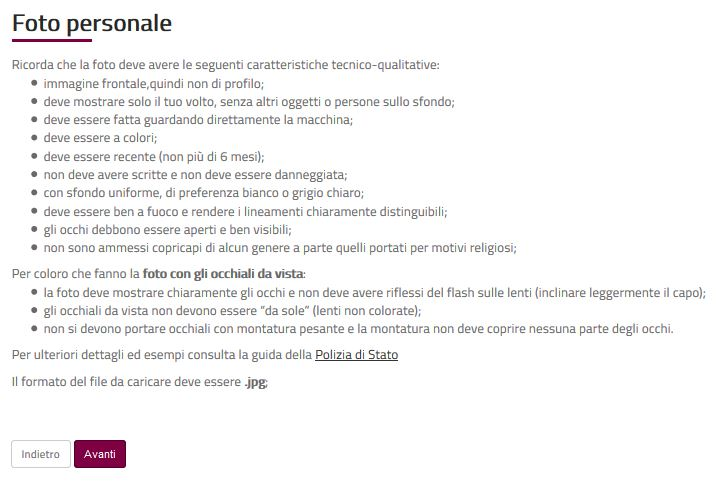 Foto personale
Ricorda che la foto deve avere le seguenti caratteristiche tecnico-qualitative:
immagine frontale,quindi non di profilo;
deve mostrare solo il tuo volto, senza altri oggetti o persone sullo sfondo;
deve essere fatta guardando direttamente la macchina;
deve essere a colori;
deve essere recente (non più di 6 mesi);
non deve avere scritte e non deve essere danneggiata;
con sfondo uniforme, di preferenza bianco o grigio chiaro;
deve essere ben a fuoco e rendere i lineamenti chiaramente distinguibili;
gli occhi debbono essere aperti e ben visibili;
non sono ammessi copricapi di alcun genere a parte quelli portati per motivi religiosi;
Per coloro che fanno la foto con gli occhiali da vista:
la foto deve mostrare chiaramente gli occhi e non deve avere riflessi del flash sulle lenti (inclinare leggermente il capo);
gli occhiali da vista non devono essere “da sole” (lenti non colorate);
non si devono portare occhiali con montatura pesante e la montatura non deve coprire nessuna parte degli occhi.
Per ulteriori dettagli ed esempi consulta la guida della Polizia di Stato
Il formato del file da caricare deve essere .jpg;
Indietro Avanti